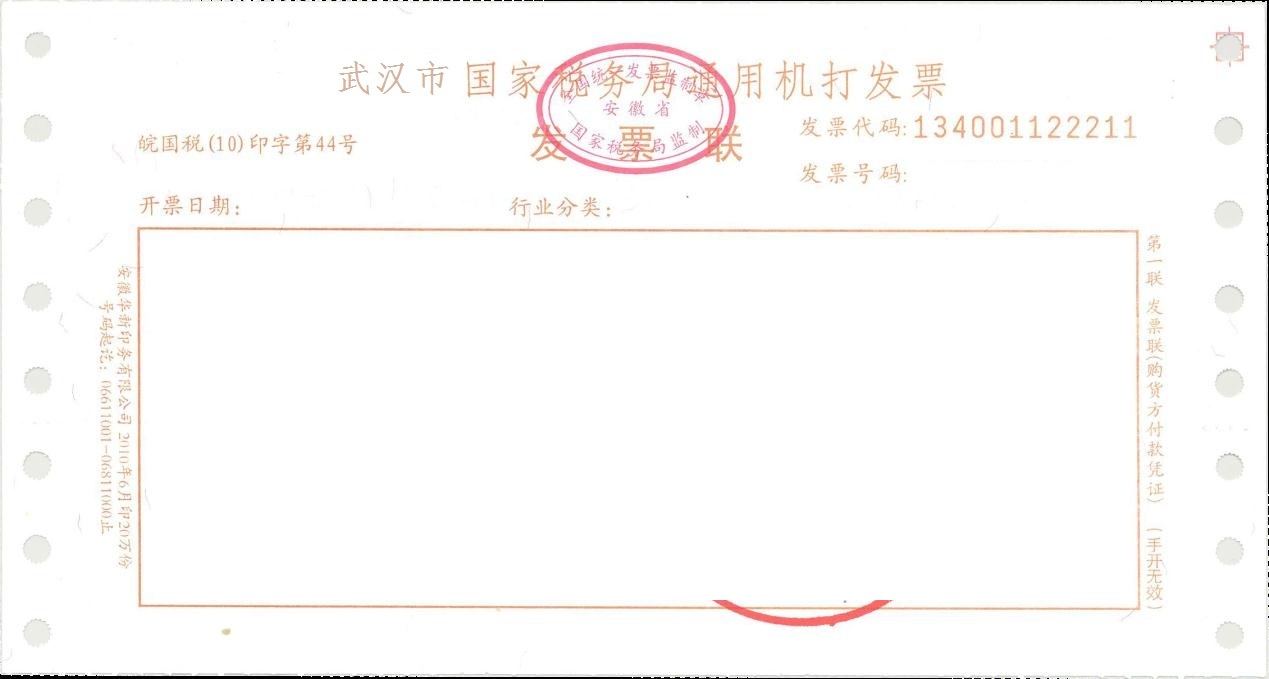 武汉市国家税务局通用机打发票
全国统一发票监制章
安徽省
国家税务局监制
发票联
皖国税(10)印字第44号
发票代码:134001122211
发票号码:
开票日期:
行业分类:
安徽华新印务有限公司 2010年6月印20万份
号码起讫:06611001-06811000止
第一联 发票联(购货方付款凭证) (手开无效)